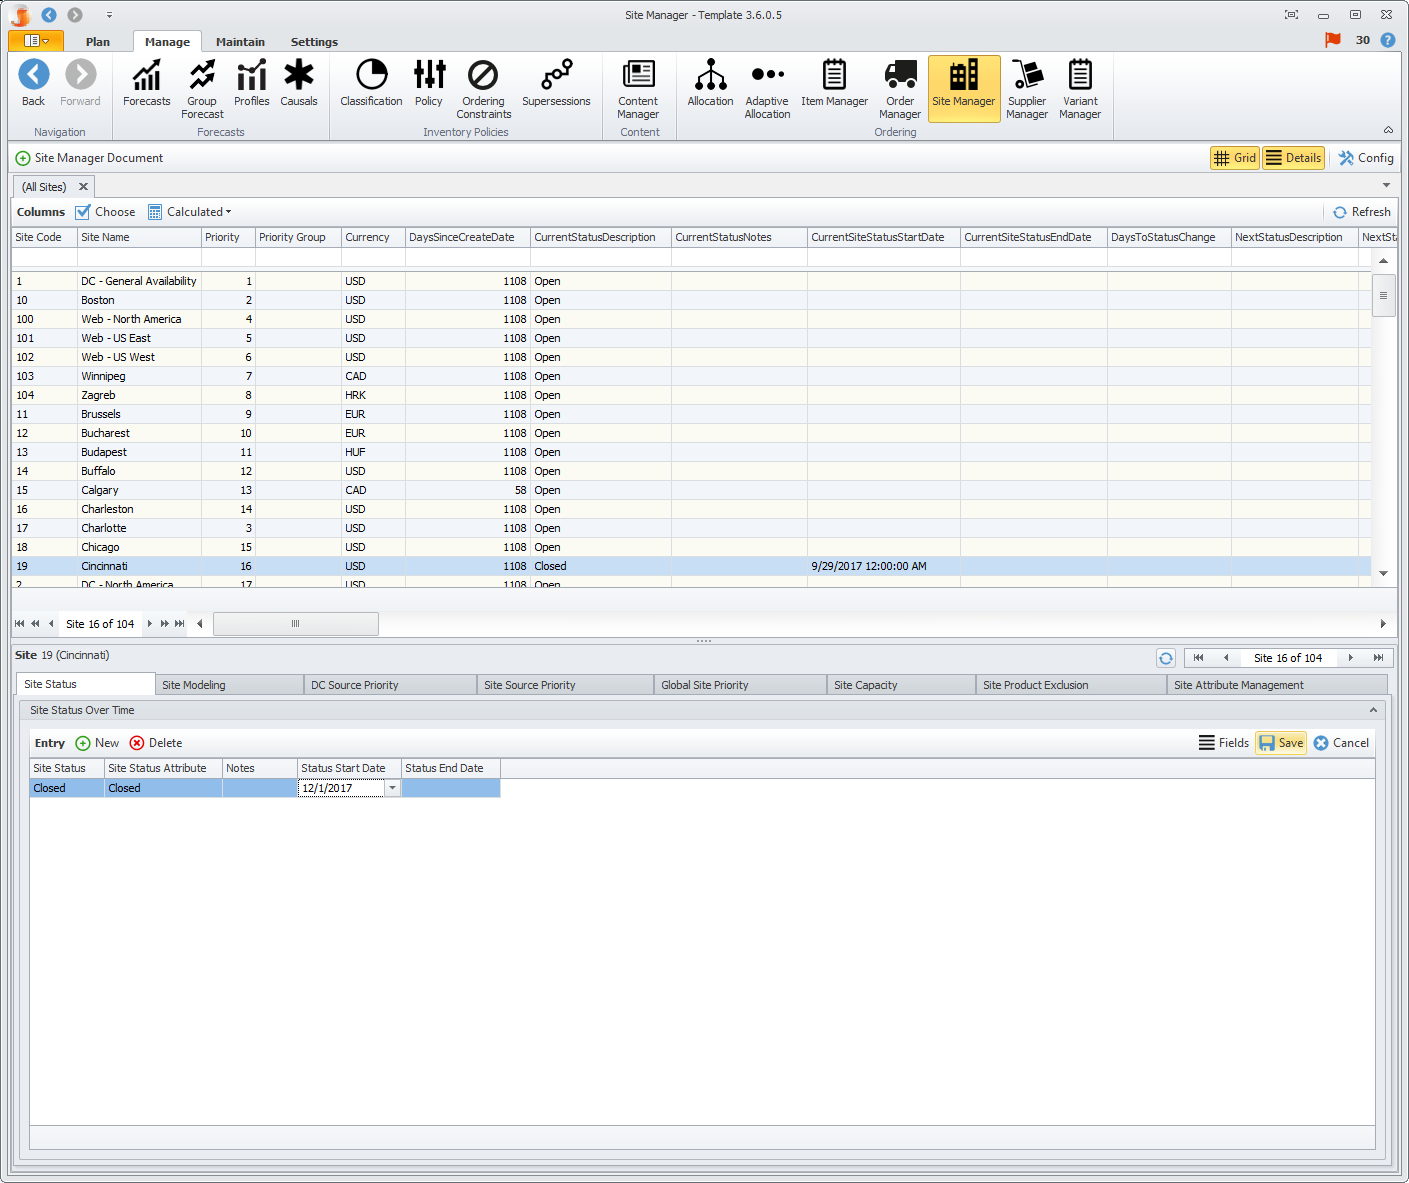 Site Manager - Template 3.6.0.5
Plan Manage Maintain Settings 30
Back Forward Forecasts Group Forecast Profiles Causals Classification Policy Ordering Constraints Supersessions Content Manager Allocation Adaptive Allocation Item Manager Order Manager Site Manager Supplier Manager Variant Manager
Navigation Forecasts Inventory Policies Content Ordering
Site Manager Document Grid Details Config
(All Sites)
Columns Choose Calculated Refresh
Site Code Site Name Priority Priority Group Currency DaysSinceCreateDate CurrentStatusDescription CurrentStatusNotes CurrentSiteStatusStartDate CurrentSiteStatusEndDate DaysToStatusChange NextStatusDescription NextSta
1 DC - General Availability 1 USD 1108 Open
10 Boston 2 USD 1108 Open
100 Web - North America 4 USD 1108 Open
101 Web - US East 5 USD 1108 Open
102 Web - US West 6 USD 1108 Open
103 Winnipeg 7 CAD 1108 Open
104 Zagreb 8 HRK 1108 Open
11 Brussels 9 EUR 1108 Open
12 Bucharest 10 EUR 1108 Open
13 Budapest 11 HUF 1108 Open
14 Buffalo 12 USD 1108 Open
15 Calgary 13 CAD 58 Open
16 Charleston 14 USD 1108 Open
17 Charlotte 3 USD 1108 Open
18 Chicago 15 USD 1108 Open
19 Cincinnati 16 USD 1108 Closed 9/29/2017 12:00:00 AM
2 DC - North America 17 USD 1108 Open
Site 16 of 104
Site 19 (Cincinnati) Site 16 of 104
Site Status Site Modeling DC Source Priority Site Source Priority Global Site Priority Site Capacity Site Product Exclusion Site Attribute Management
Site Status Over Time
Entry New Delete Fields Save Cancel
Site Status Site Status Attribute Notes Status Start Date Status End Date
Closed Closed 12/1/2017